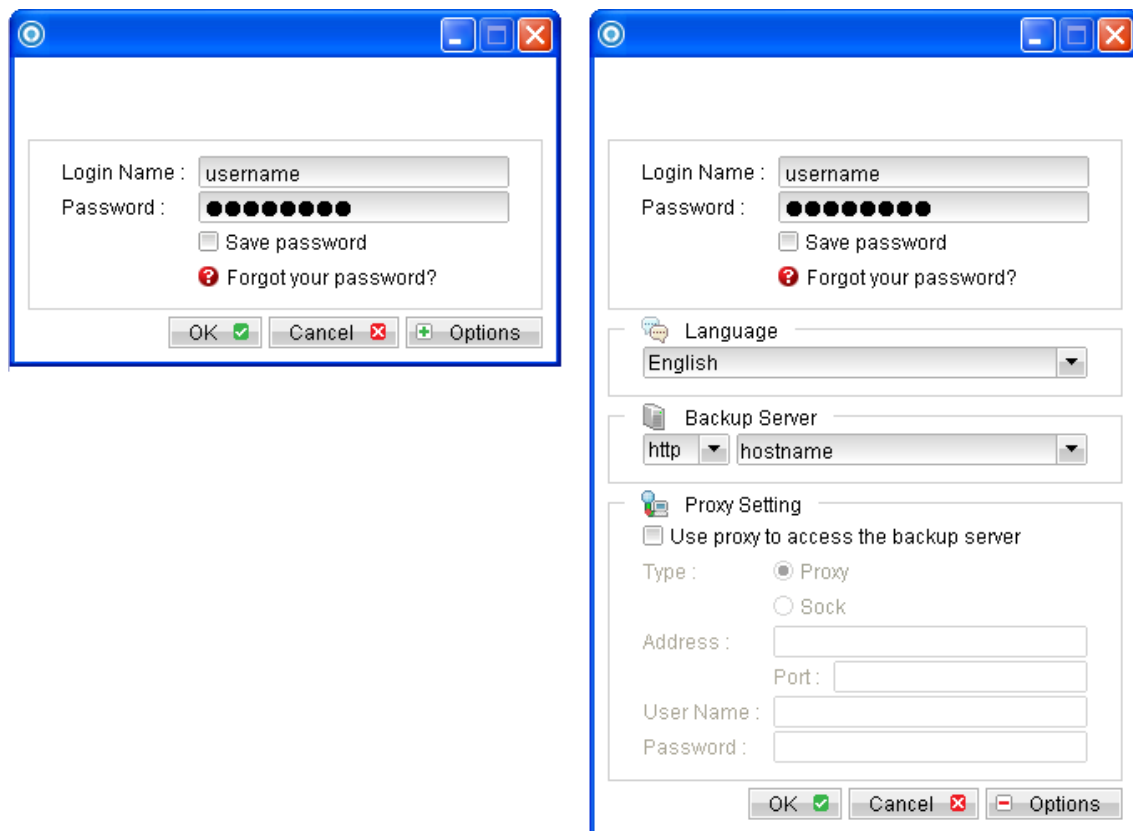 Login Name : username
Password : ●●●●●●●●
Save password
Forgot your password?
OK Cancel Options
Login Name : username
Password : ●●●●●●●●
Save password
Forgot your password?
Language
English
Backup Server
http hostname
Proxy Setting
Use proxy to access the backup server
Type : Proxy
Sock
Address :
Port :
User Name :
Password :
OK Cancel Options